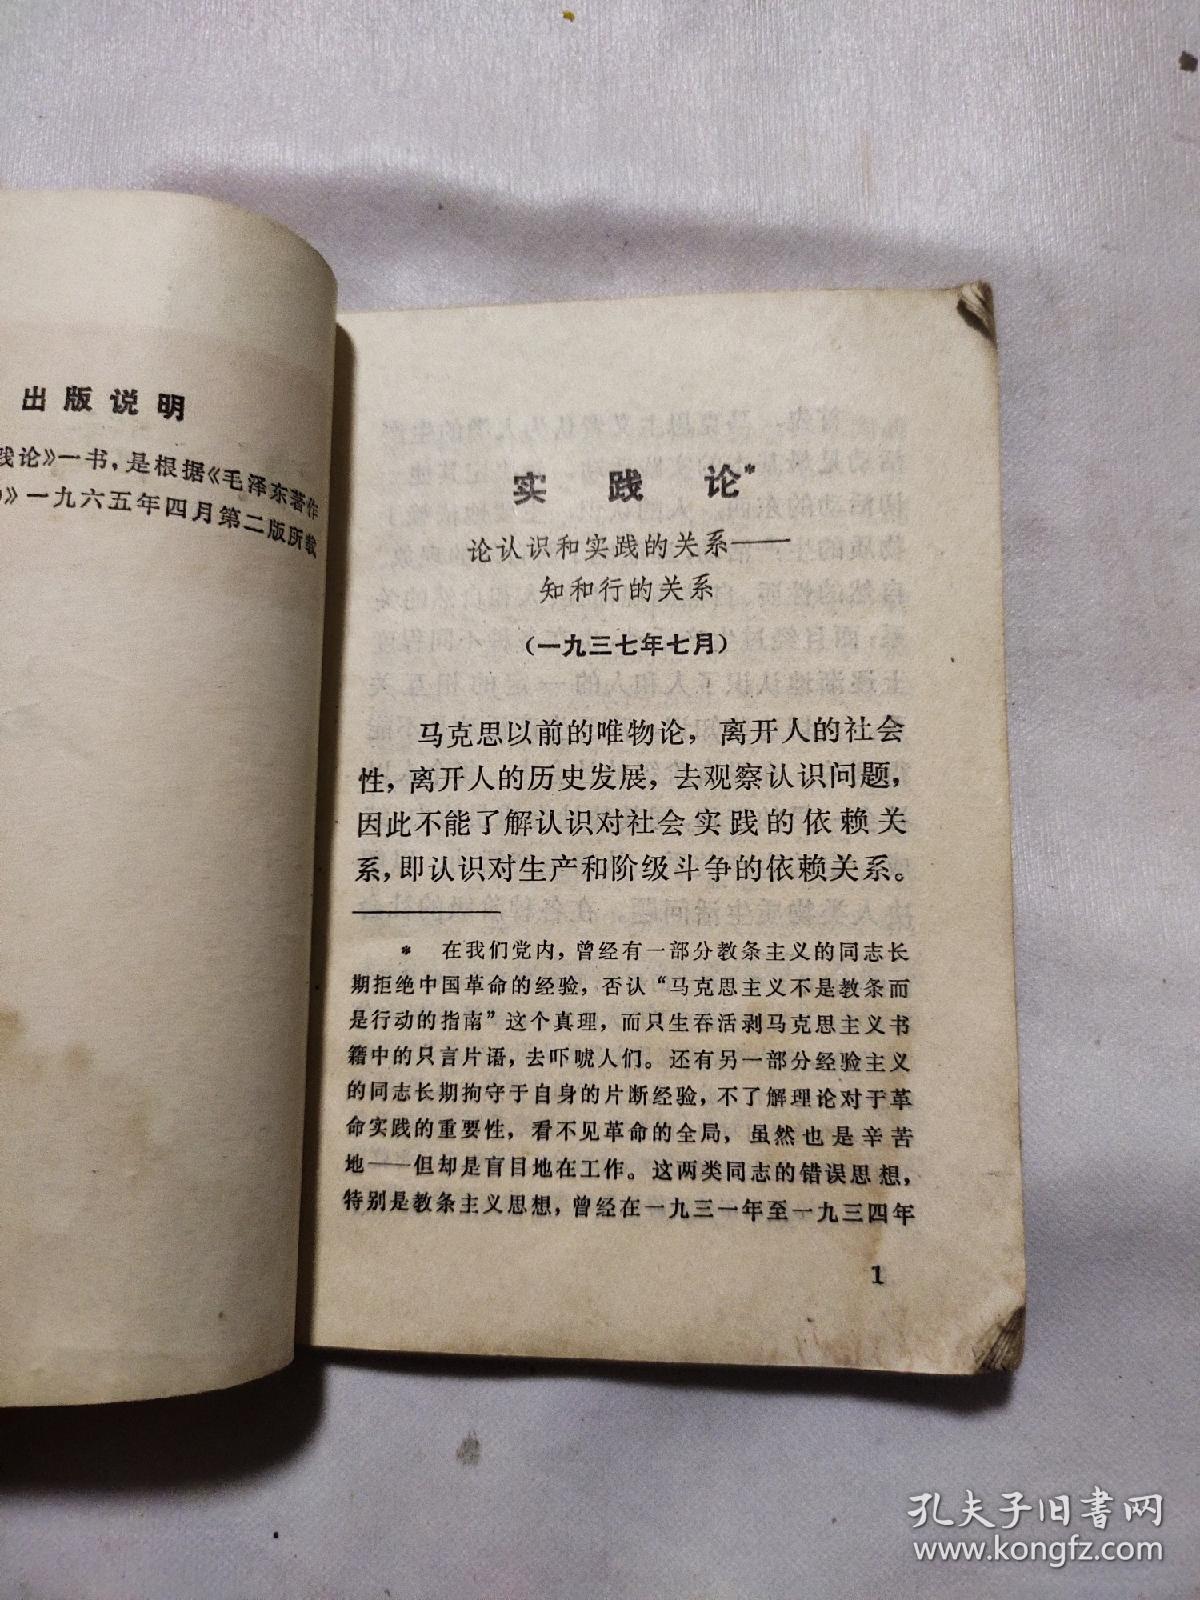 出版说明
践论》一书，是根据《毛泽东著作
》一九六五年四月第二版所载
实践论*
论认识和实践的关系——
知和行的关系
（一九三七年七月）
马克思以前的唯物论，离开人的社会
性，离开人的历史发展，去观察认识问题，
因此不能了解认识对社会实践的依赖关
系，即认识对生产和阶级斗争的依赖关系。
* 在我们党内，曾经有一部分教条主义的同志长
期拒绝中国革命的经验，否认“马克思主义不是教条而
是行动的指南”这个真理，而只生吞活剥马克思主义书
籍中的只言片语，去吓唬人们。还有另一部分经验主义
的同志长期拘守于自身的片断经验，不了解理论对于革
命实践的重要性，看不见革命的全局，虽然也是辛苦
地——但却是盲目地在工作。这两类同志的错误思想，
特别是教条主义思想，曾经在一九三一年至一九三四年
1
孔夫子旧书网
www.kongfz.com